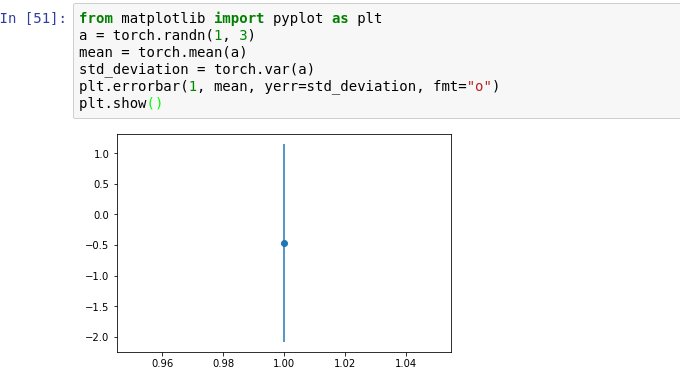 In [51]: from matplotlib import pyplot as plt
a = torch.randn(1, 3)
mean = torch.mean(a)
std_deviation = torch.var(a)
plt.errorbar(1, mean, yerr=std_deviation, fmt="o")
plt.show()
1.0
0.5
0.0
−0.5
−1.0
−1.5
−2.0
0.96 0.98 1.00 1.02 1.04